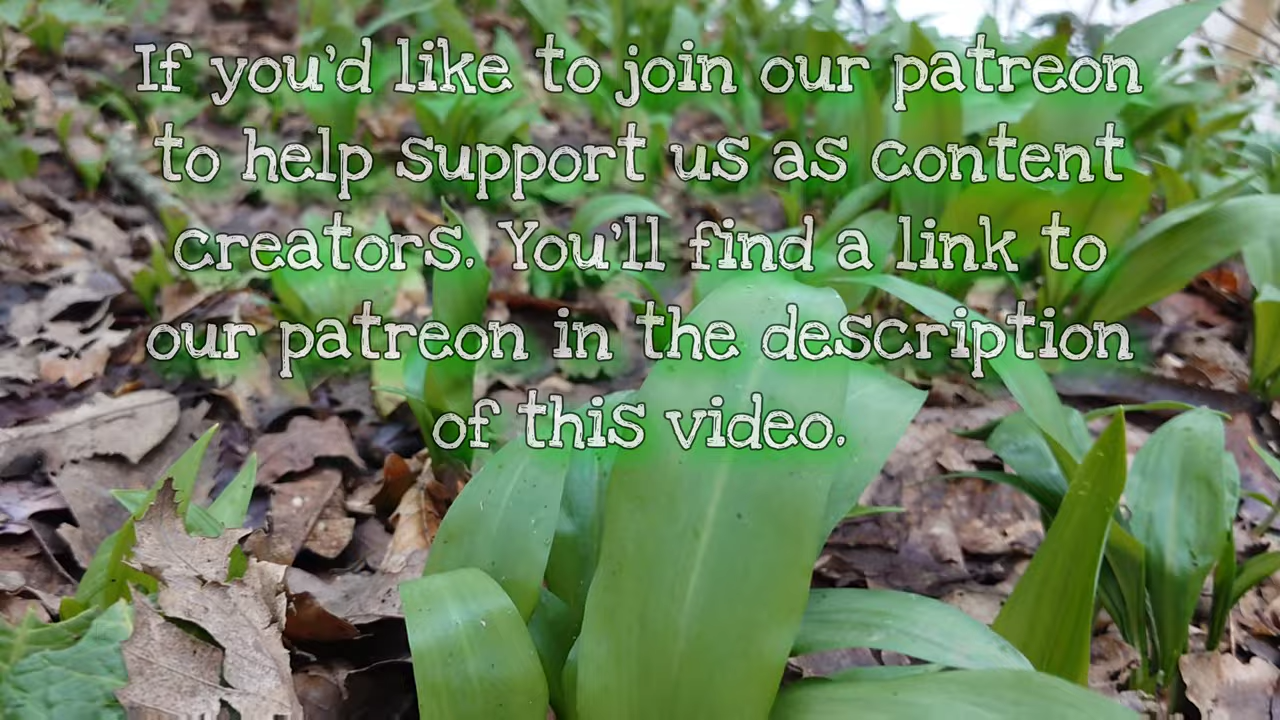 If you'd like to join our patreon
to help support us as content
creators. You'll find a link to
our patreon in the description
of this video.